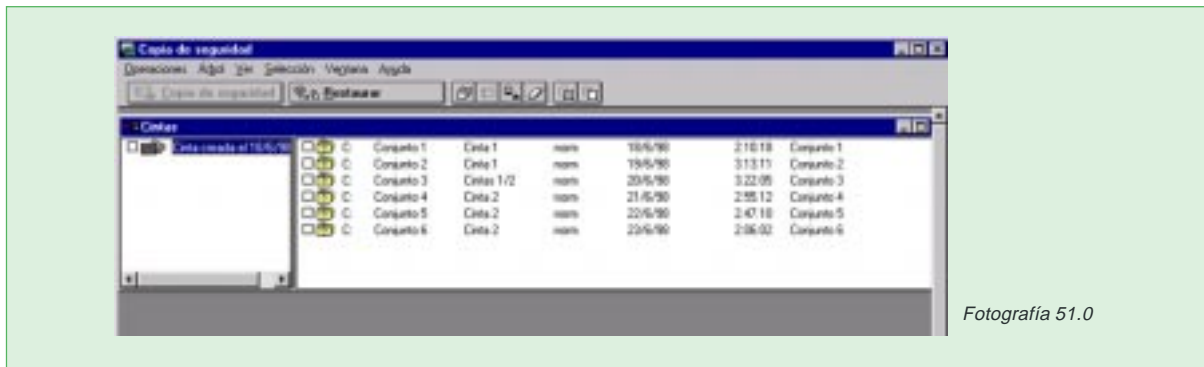 Copia de seguridad
Operaciones Árbol Ver Selección Ventana Ayuda
Copia de seguridad Restaurar
Cintas
Cinta creada el 18/6/98
C: Conjunto 1 Cinta 1 norm 18/6/98 2:10.18 Conjunto 1
C: Conjunto 2 Cinta 1 norm 19/6/98 3:13.11 Conjunto 2
C: Conjunto 3 Cintas 1/2 norm 20/6/98 3:22.05 Conjunto 3
C: Conjunto 4 Cinta 2 norm 21/6/98 2:55.12 Conjunto 4
C: Conjunto 5 Cinta 2 norm 22/6/98 2:47.10 Conjunto 5
C: Conjunto 6 Cinta 2 norm 23/6/98 2:06.02 Conjunto 6
Fotografía 51.0